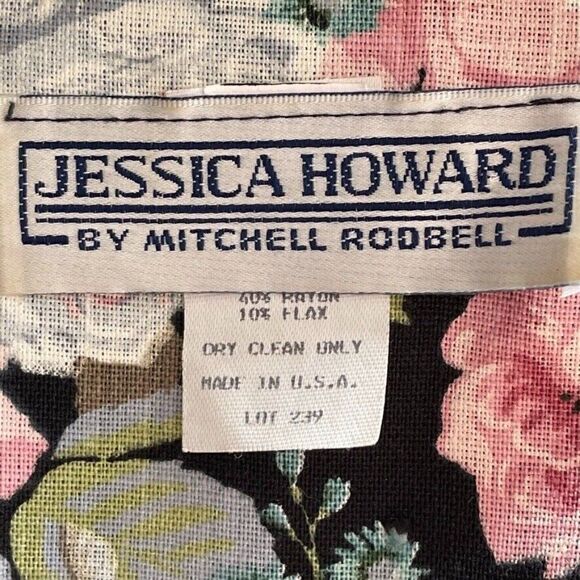 JESSICA HOWARD
BY MITCHELL RODBELL
40% RAYON
10% FLAX
DRY CLEAN ONLY
MADE IN U.S.A.
LOT 239